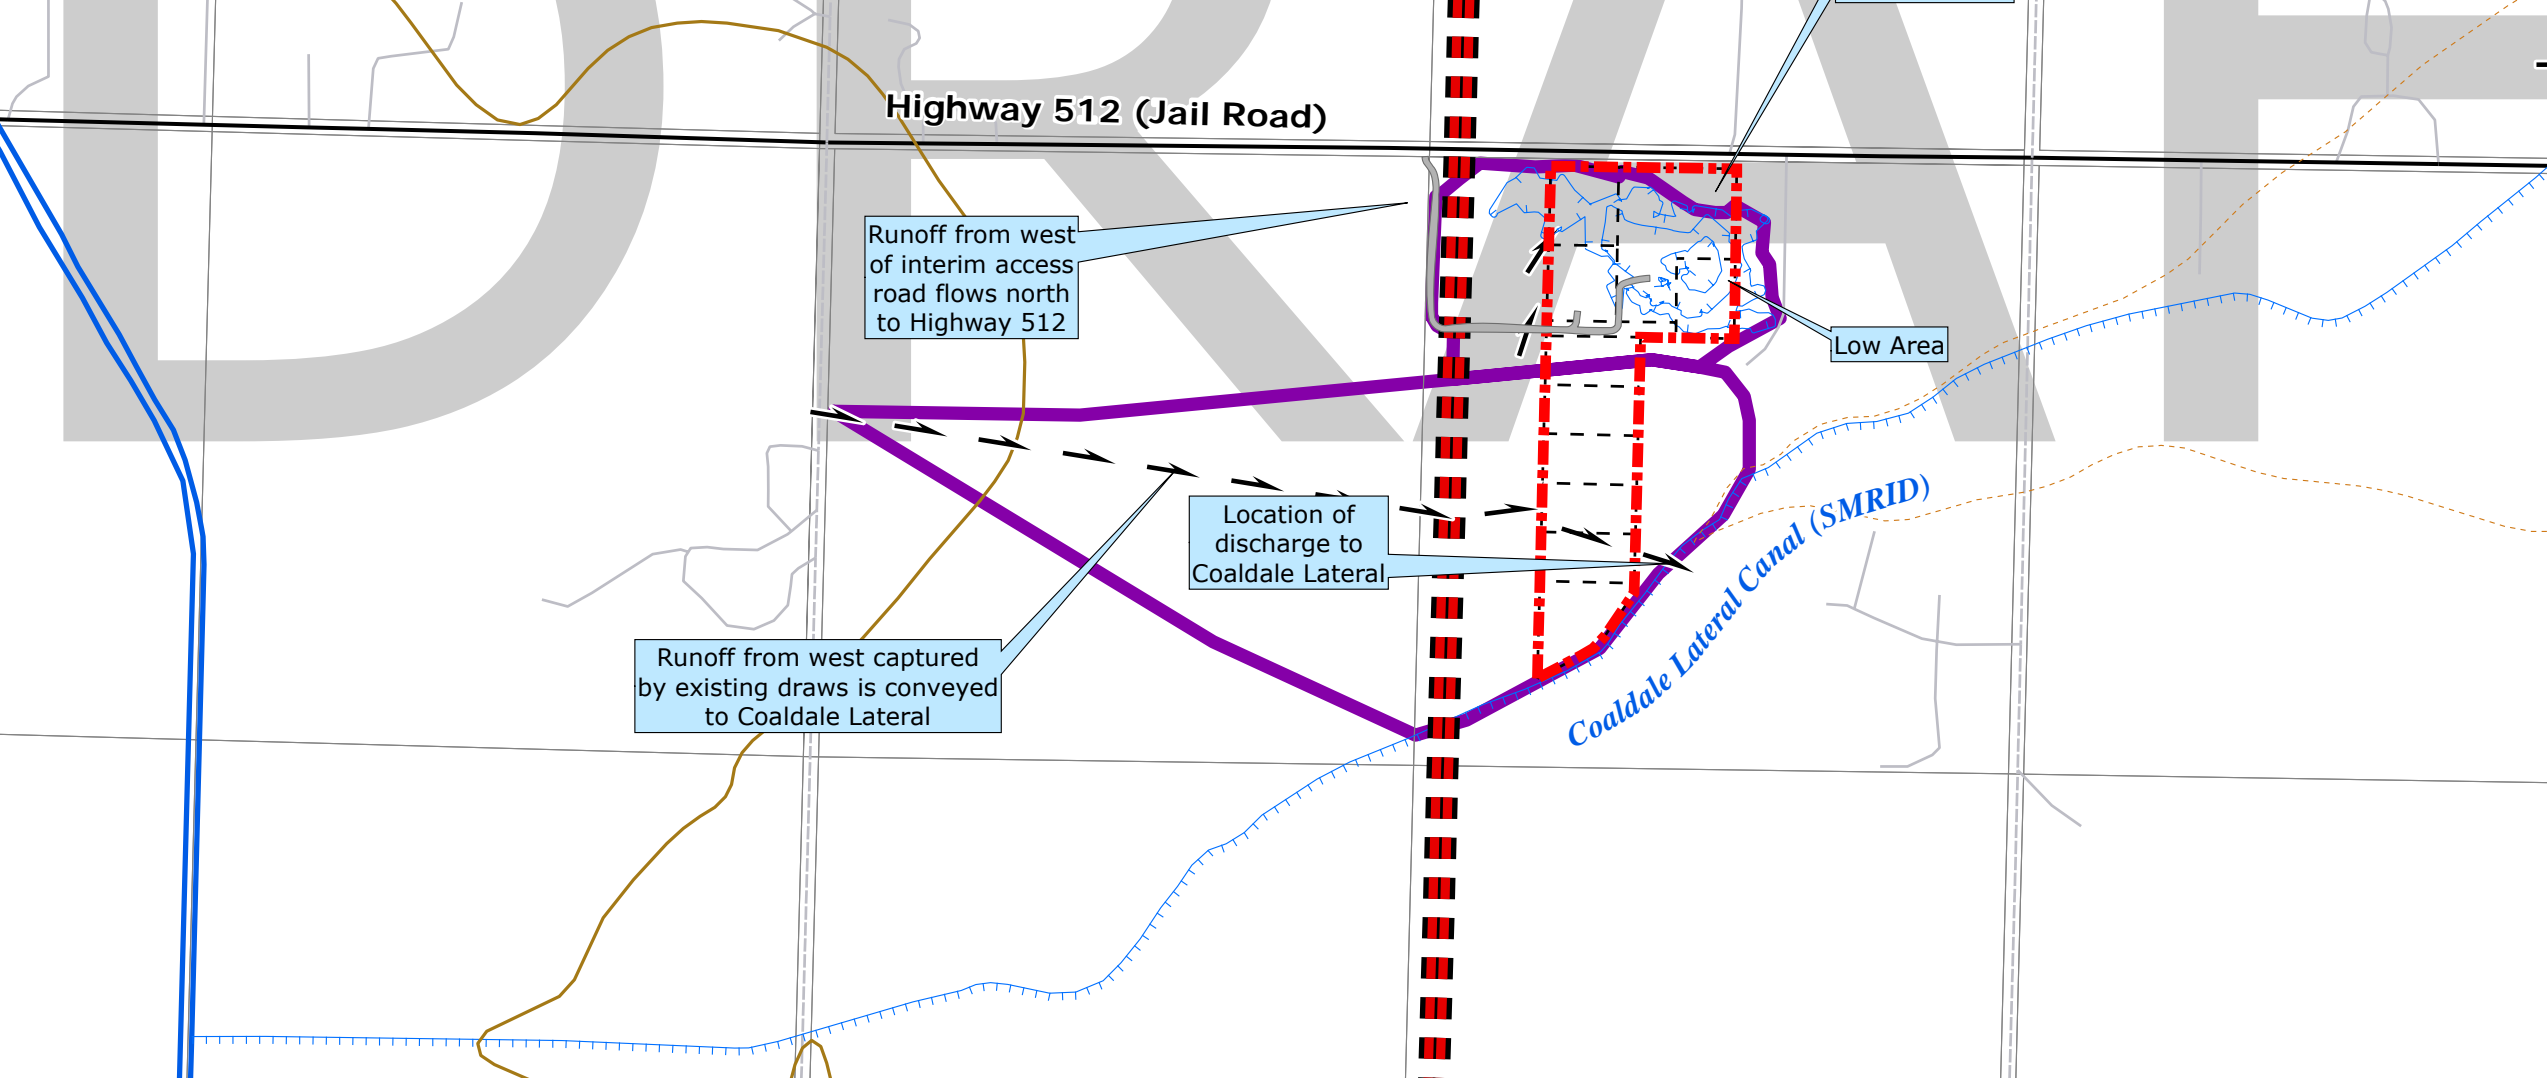 DRAF
Highway 512 (Jail Road)
Runoff from west
of interim access
road flows north
to Highway 512
Low Area
Location of
discharge to
Coaldale Lateral
Coaldale Lateral Canal (SMRID)
Runoff from west captured
by existing draws is conveyed
to Coaldale Lateral